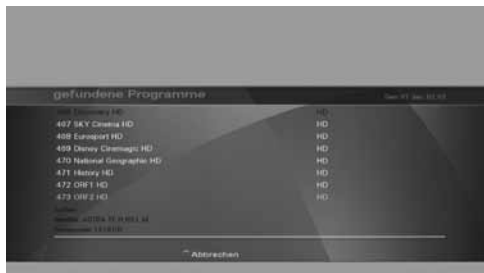 gefundene Programme
466 Discovery HD HD
467 SKY Cinema HD HD
468 Eurosport HD HD
469 Disney Cinemagic HD HD
470 National Geographic HD HD
471 History HD HD
472 ORF1 HD HD
473 ORF2 HD HD
Abbrechen